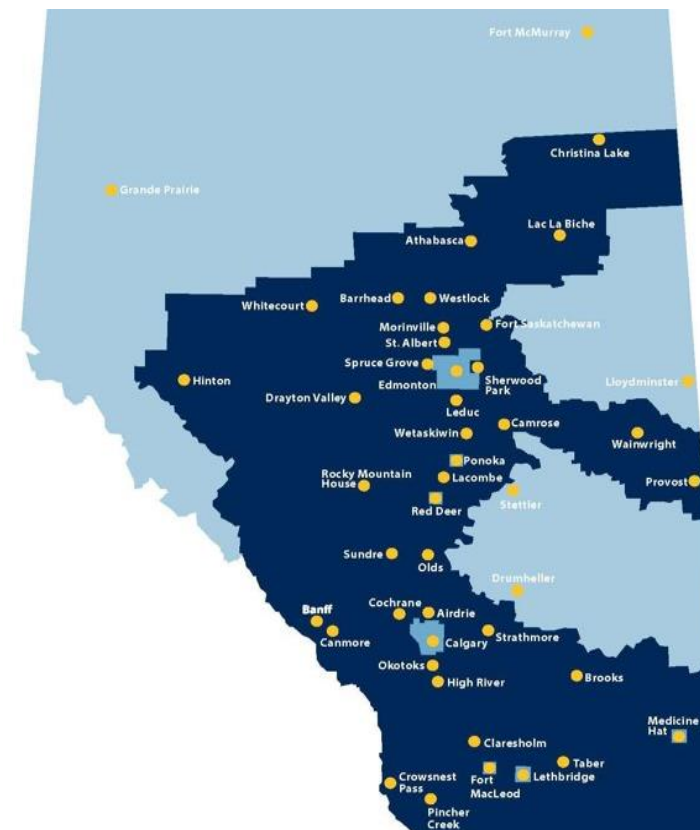 Fort McMurray
Christina Lake
Grande Prairie
Lac La Biche
Athabasca
Barrhead
Westlock
Whitecourt
Fort Saskatchewan
Morinville
St. Albert
Spruce Grove
Edmonton
Sherwood
Park
Hinton
Lloydminster
Drayton Valley
Leduc
Camrose
Wetaskiwin
Wainwright
Ponoka
Rocky Mountain
House
Lacombe
Provost
Red Deer
Stettler
Sundre
Olds
Drumheller
Cochrane
Airdrie
Banff
Canmore
Calgary
Strathmore
Okotoks
High River
Brooks
Medicine
Hat
Claresholm
Taber
Fort
MacLeod
Lethbridge
Crowsnest
Pass
Pincher
Creek